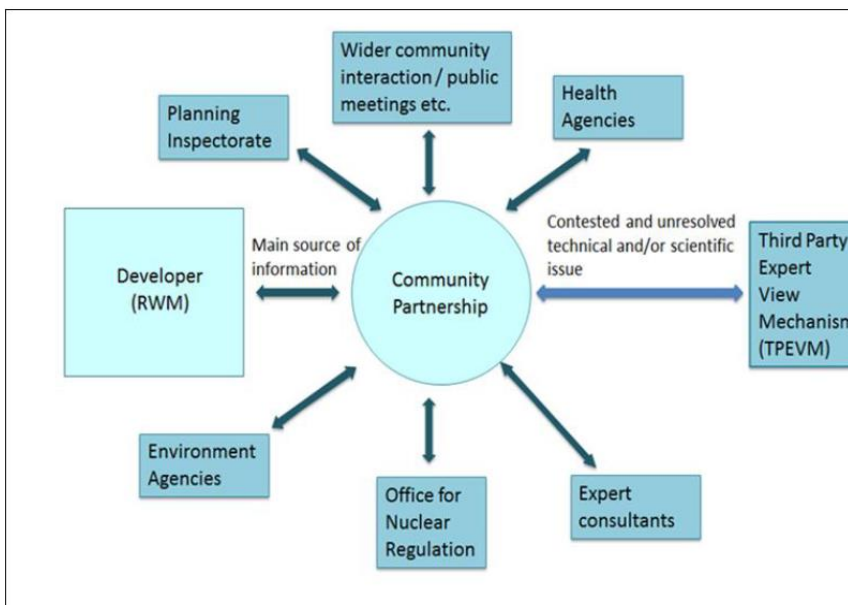 Wider community
interaction / public
meetings etc.
Planning
Inspectorate
Health
Agencies
Main source of
information
Contested and unresolved
technical and/or scientific
issue
Developer
(RWM)
Community
Partnership
Third Party
Expert
View
Mechanism
(TPEVM)
Environment
Agencies
Office for
Nuclear
Regulation
Expert
consultants